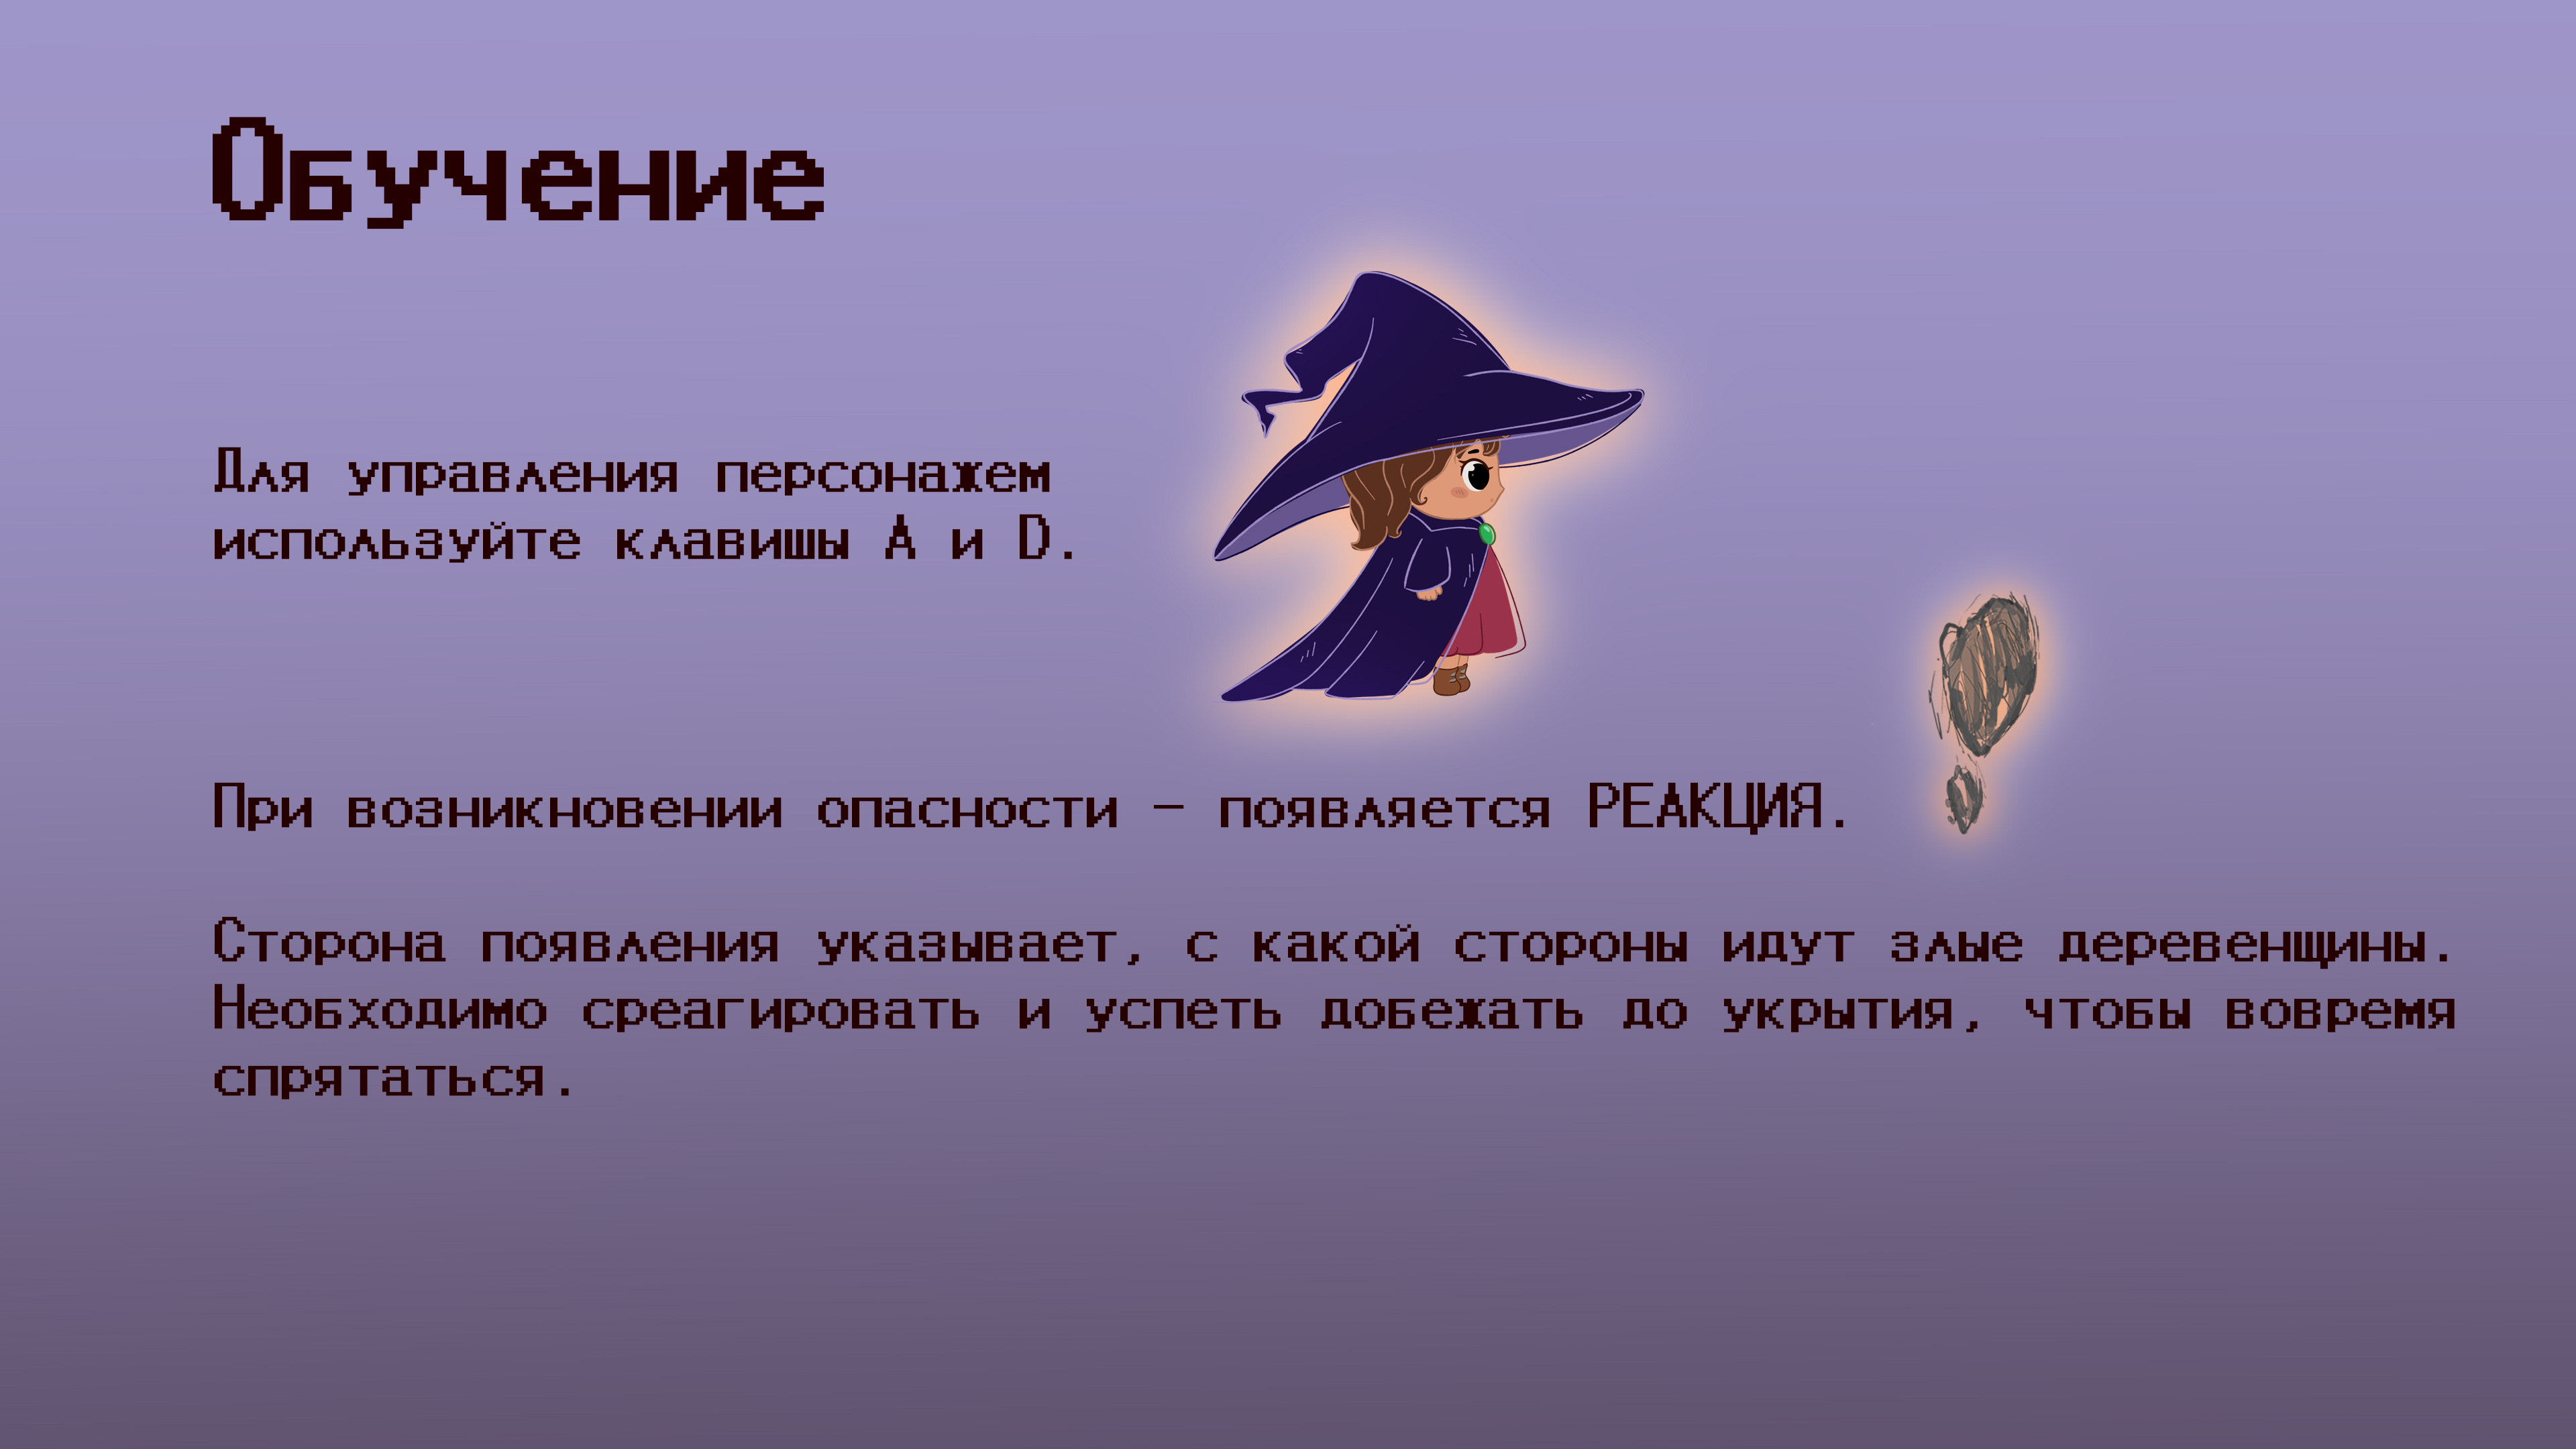 Обучение
Для управления персонажем
используйте клавиши A и D.
При возникновении опасности — появляется РЕАКЦИЯ.
Сторона появления указывает, с какой стороны идут злые деревенщины.
Необходимо среагировать и успеть добежать до укрытия, чтобы вовремя
спрятаться.